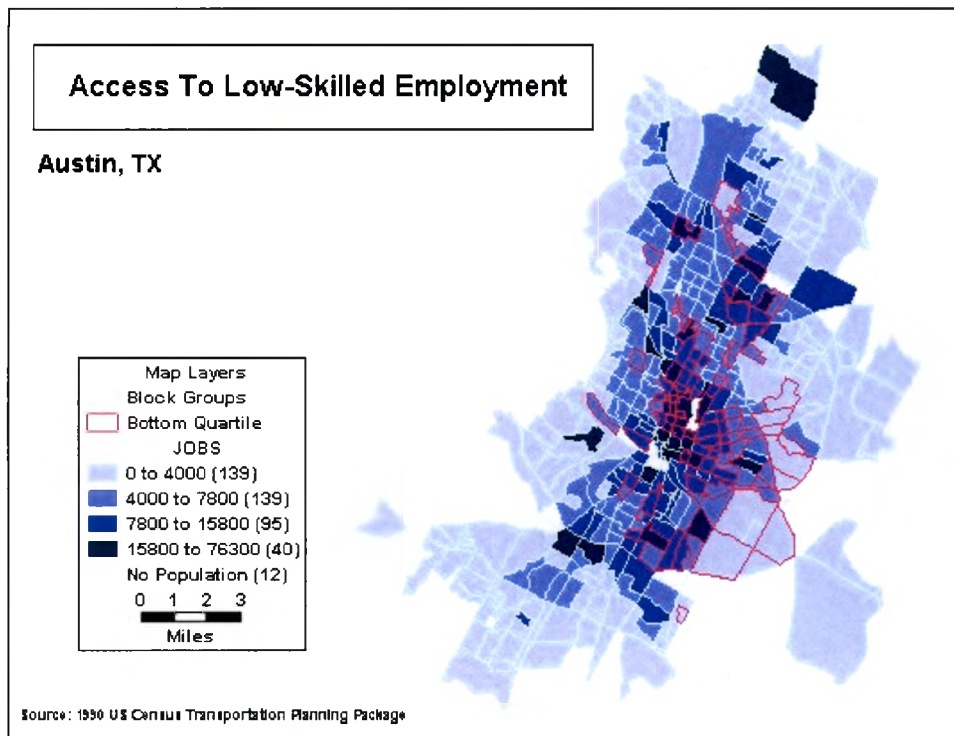 Access To Low-Skilled Employment
Austin, TX
Map Layers
Block Groups
Bottom Quartile
JOBS
0 to 4000 (139)
4000 to 7800 (139)
7800 to 15800 (95)
15800 to 76300 (40)
No Population (12)
0 1 2 3
Miles
Source: 1990 US Census Transportation Planning Package